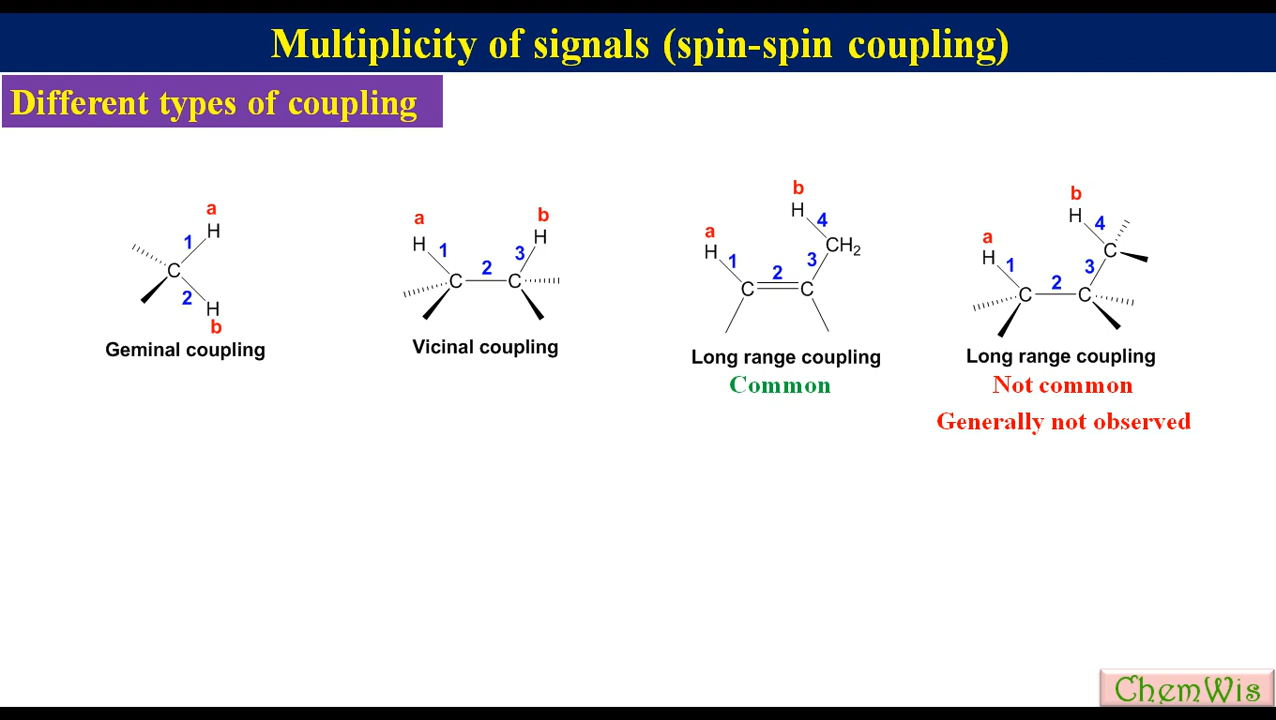 Multiplicity of signals (spin-spin coupling)
Different types of coupling
a
H
1
C
2
H
b
Geminal coupling
a
H
1
C
2
C
3
H
b
Vicinal coupling
a
H
1
C
2
C
3
CH2
4
H
b
Long range coupling
Common
a
H
1
C
2
C
3
C
4
H
b
Long range coupling
Not common
Generally not observed
ChemWis